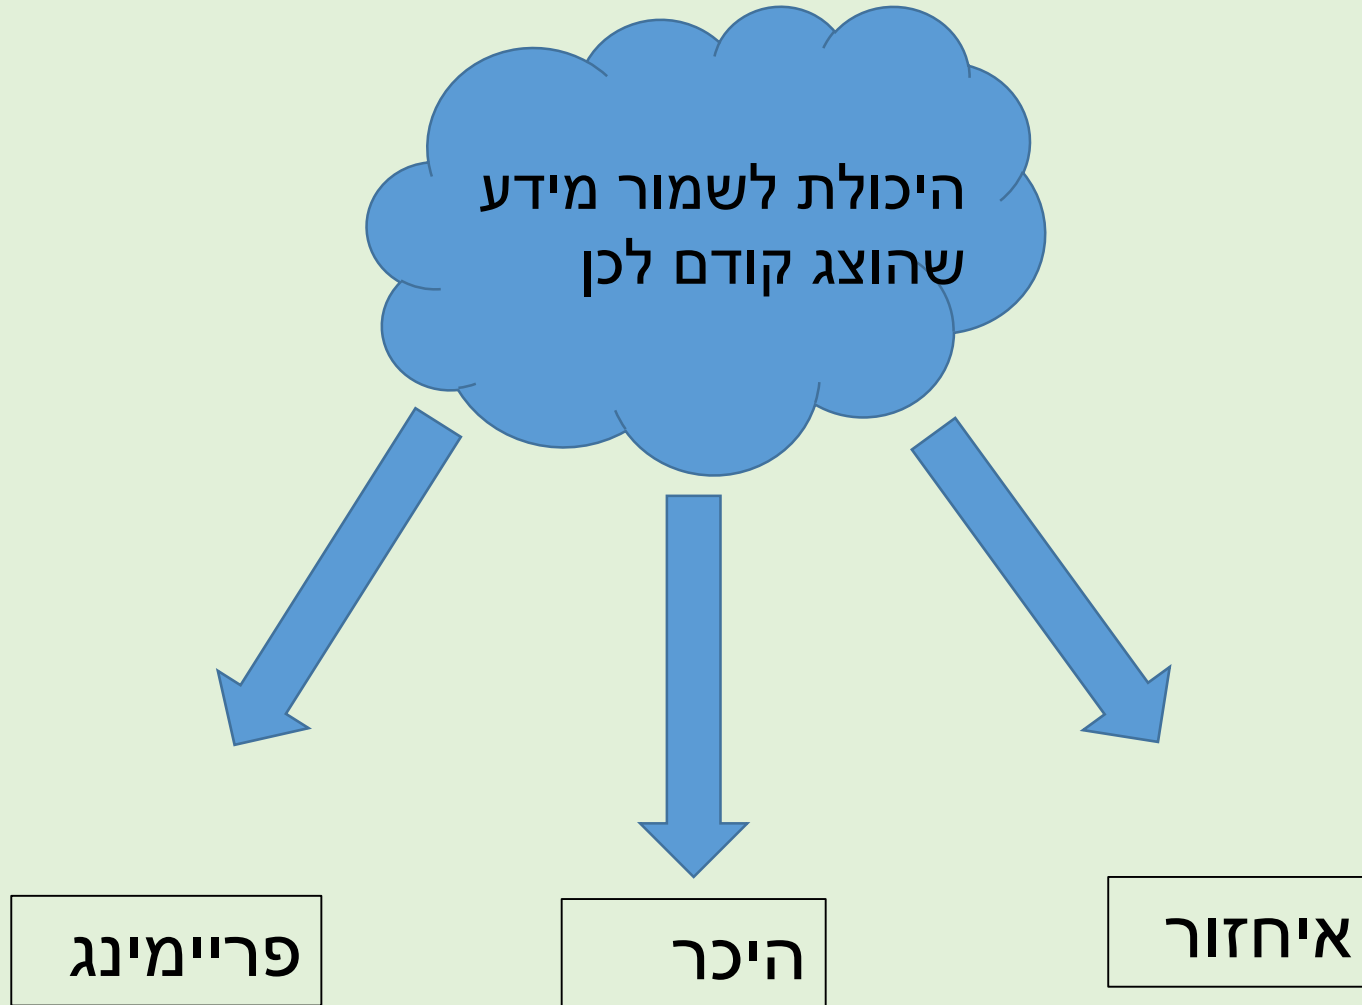 היכולת לשמור מידע
שהוצג קודם לכן
איחזור
היכר
פריימינג